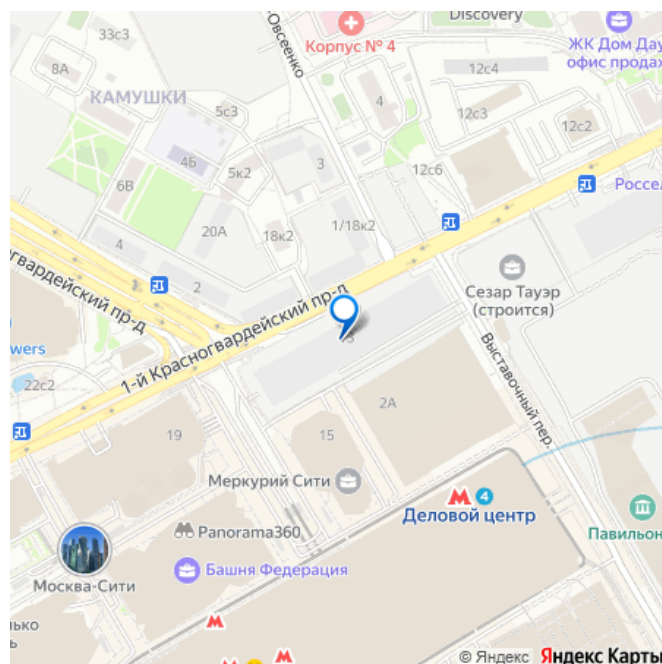 Discovery
-Овсеенко
33с3
Корпус № 4
ЖК Дом Дау
офис продаж
8А
12с4
КАМУШКИ
5с3
4
12с3
12с2
4Б
3
5к2
12с6
6В
Россел
20А
1/18к2
4
18к2
Сезар Тауэр
(строится)
2
огвардейский пр-д
1-й Красногвардейский пр-д
wers
Выставочный пер.
22с2
2А
19
15
Меркурий Сити
4
Деловой центр
Panorama360
Павильон
Башня Федерация
Москва-Сити
лько
ь
© Яндекс Яндекс Карты